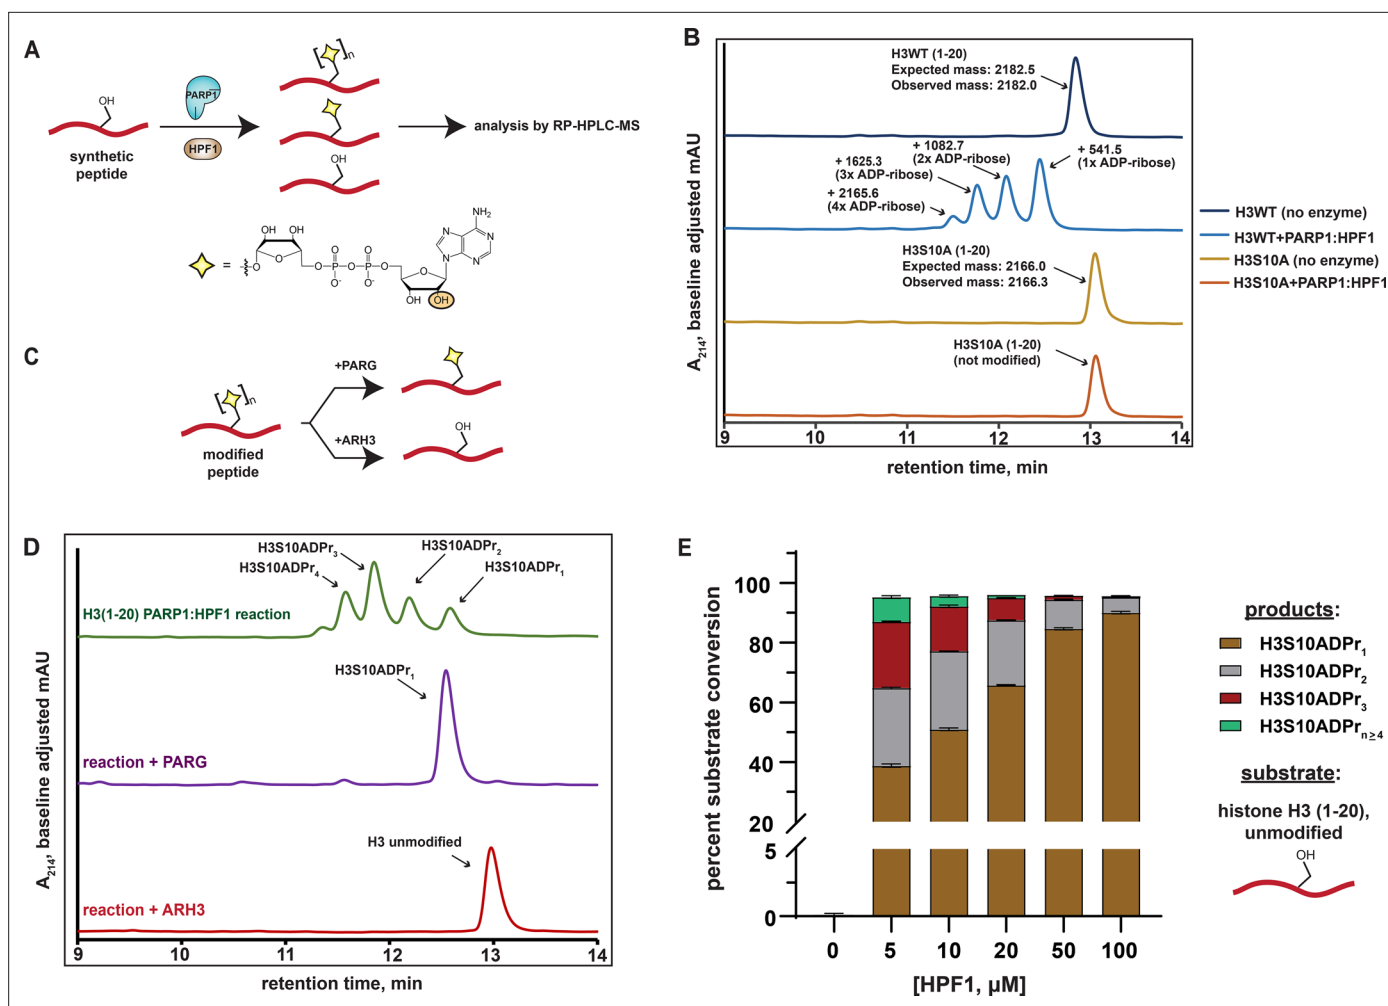 A
OH
synthetic
peptide
PARP1
HPF1
[ ]n
OH
analysis by RP-HPLC-MS
=
OH
OH
O
O
O
P
O
P
O
O
O-
O-
O
O
OH
OH
NH2
N
N
N
N
B
A214, baseline adjusted mAU
H3WT (1-20)
Expected mass: 2182.5
Observed mass: 2182.0
+ 2165.6
(4x ADP-ribose)
+ 1625.3
(3x ADP-ribose)
+ 1082.7
(2x ADP-ribose)
+ 541.5
(1x ADP-ribose)
H3S10A (1-20)
Expected mass: 2166.0
Observed mass: 2166.3
H3S10A (1-20)
(not modified)
9 10 11 12 13 14
retention time, min
H3WT (no enzyme)
H3WT+PARP1:HPF1
H3S10A (no enzyme)
H3S10A+PARP1:HPF1
C
[ ]n
modified
peptide
+PARG
+ARH3
OH
D
A214, baseline adjusted mAU
H3S10ADPr4
H3S10ADPr3
H3S10ADPr2
H3S10ADPr1
H3(1-20) PARP1:HPF1 reaction
H3S10ADPr1
reaction + PARG
H3 unmodified
reaction + ARH3
9 10 11 12 13 14
retention time, min
E
percent substrate conversion
100
80
60
40
20
5
0
0 5 10 20 50 100
[HPF1, μM]
products:
H3S10ADPr1
H3S10ADPr2
H3S10ADPr3
H3S10ADPrn≥4
substrate:
histone H3 (1-20),
unmodified
OH